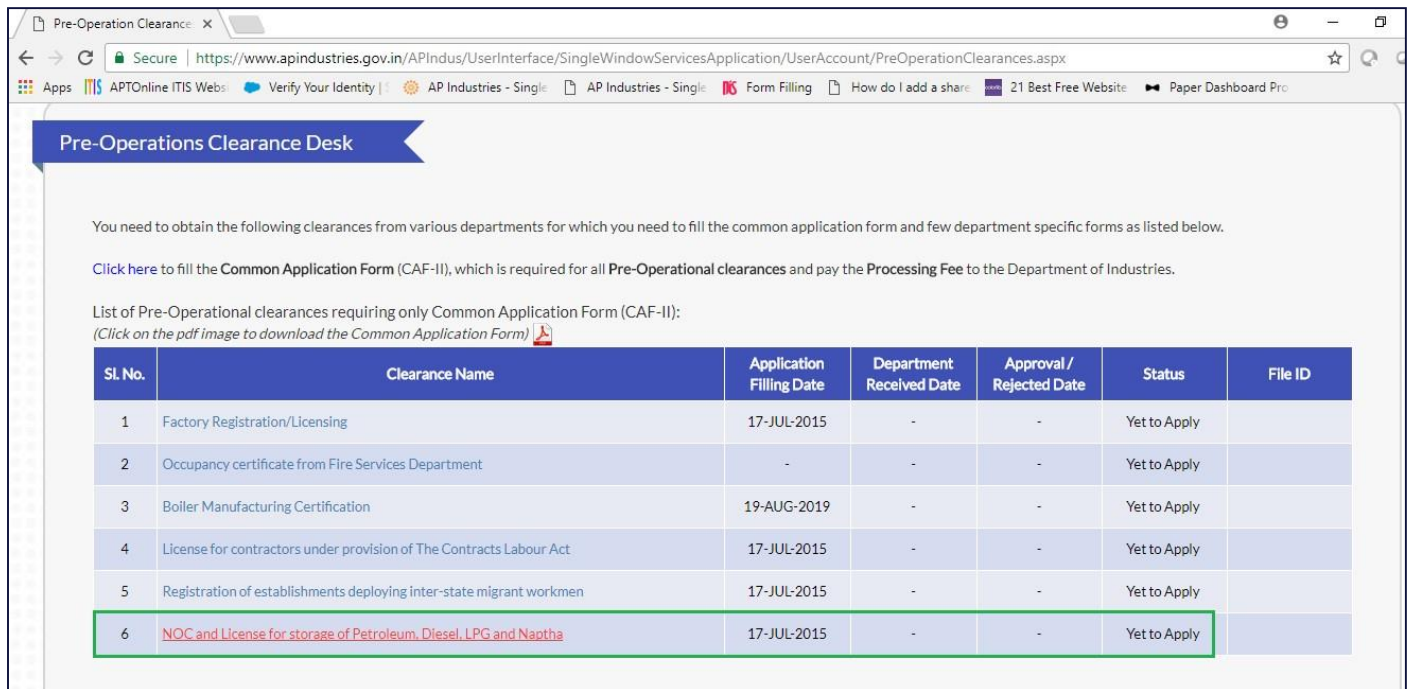 Pre-Operation Clearance
Secure | https://www.apindustries.gov.in/APIndus/UserInterface/SingleWindowServicesApplication/UserAccount/PreOperationClearances.aspx
Apps APTOnline ITIS Webs Verify Your Identity | AP Industries - Single AP Industries - Single Form Filling How do I add a share 21 Best Free Website Paper Dashboard Pro
Pre-Operations Clearance Desk
You need to obtain the following clearances from various departments for which you need to fill the common application form and few department specific forms as listed below.
Click here to fill the Common Application Form (CAF-II), which is required for all Pre-Operational clearances and pay the Processing Fee to the Department of Industries.
List of Pre-Operational clearances requiring only Common Application Form (CAF-II):
(Click on the pdf image to download the Common Application Form)
Sl. No. Clearance Name Application Filling Date Department Received Date Approval / Rejected Date Status File ID
1 Factory Registration/Licensing 17-JUL-2015 - - Yet to Apply
2 Occupancy certificate from Fire Services Department - - - Yet to Apply
3 Boiler Manufacturing Certification 19-AUG-2019 - - Yet to Apply
4 License for contractors under provision of The Contracts Labour Act 17-JUL-2015 - - Yet to Apply
5 Registration of establishments deploying inter-state migrant workmen 17-JUL-2015 - - Yet to Apply
6 NOC and License for storage of Petroleum, Diesel, LPG and Naptha 17-JUL-2015 - - Yet to Apply